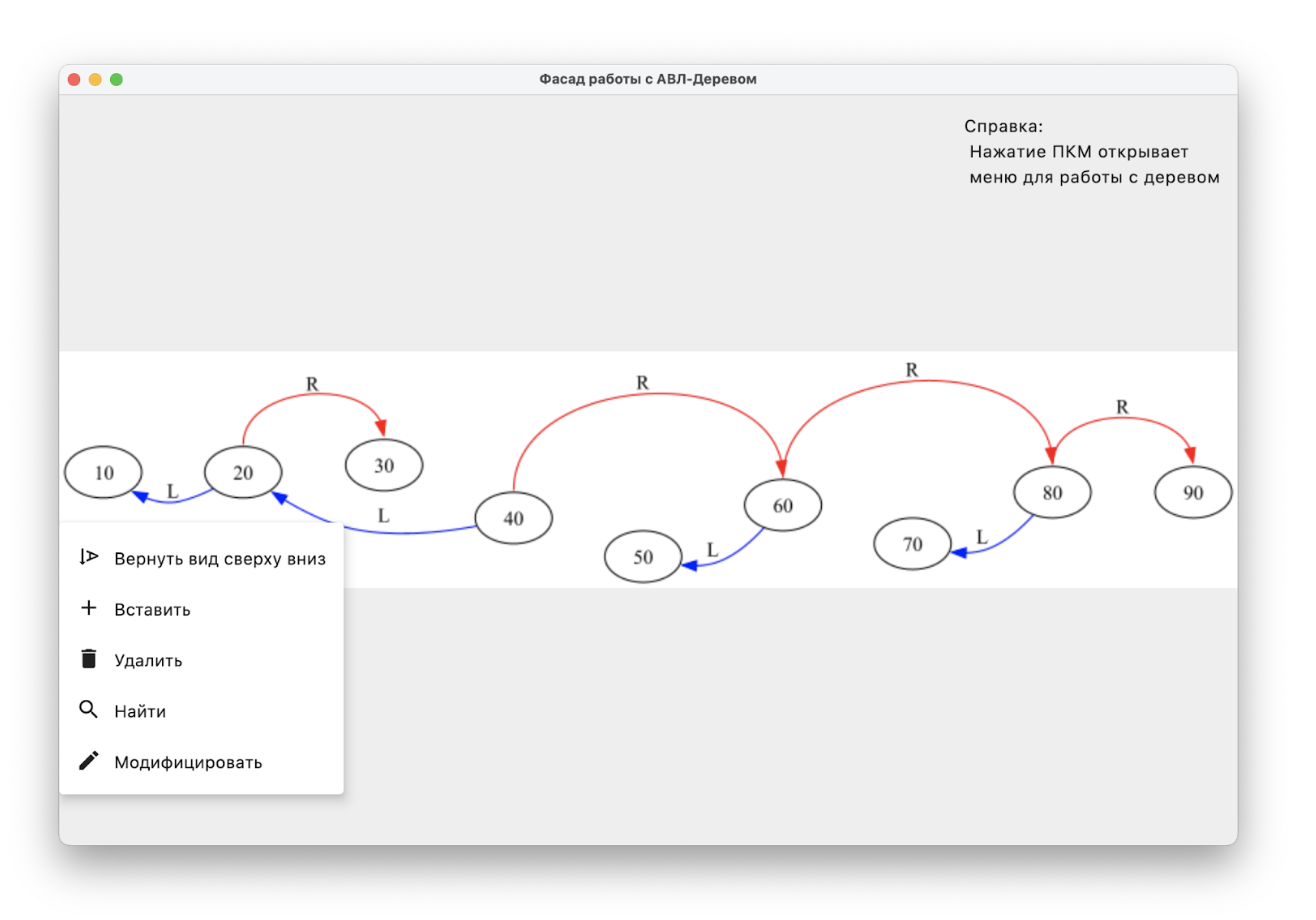 Фасад работы с АВЛ-Деревом
Справка:
Нажатие ПКМ открывает
меню для работы с деревом
R
R
R
R
10
20
30
40
60
80
90
50
70
L
L
L
L
Вернуть вид сверху вниз
Вставить
Удалить
Найти
Модифицировать